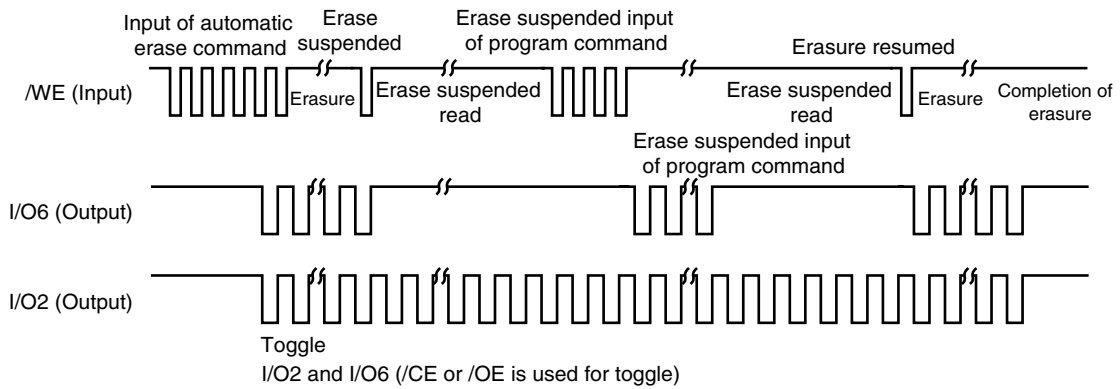 Input of automatic
erase command
Erase
suspended
Erase suspended input
of program command
Erasure resumed
/WE (Input)
Erasure
Erase suspended
read
Erase suspended
read
Erasure
Completion of
erasure
Erase suspended input
of program command
I/O6 (Output)
I/O2 (Output)
Toggle
I/O2 and I/O6 (/CE or /OE is used for toggle)